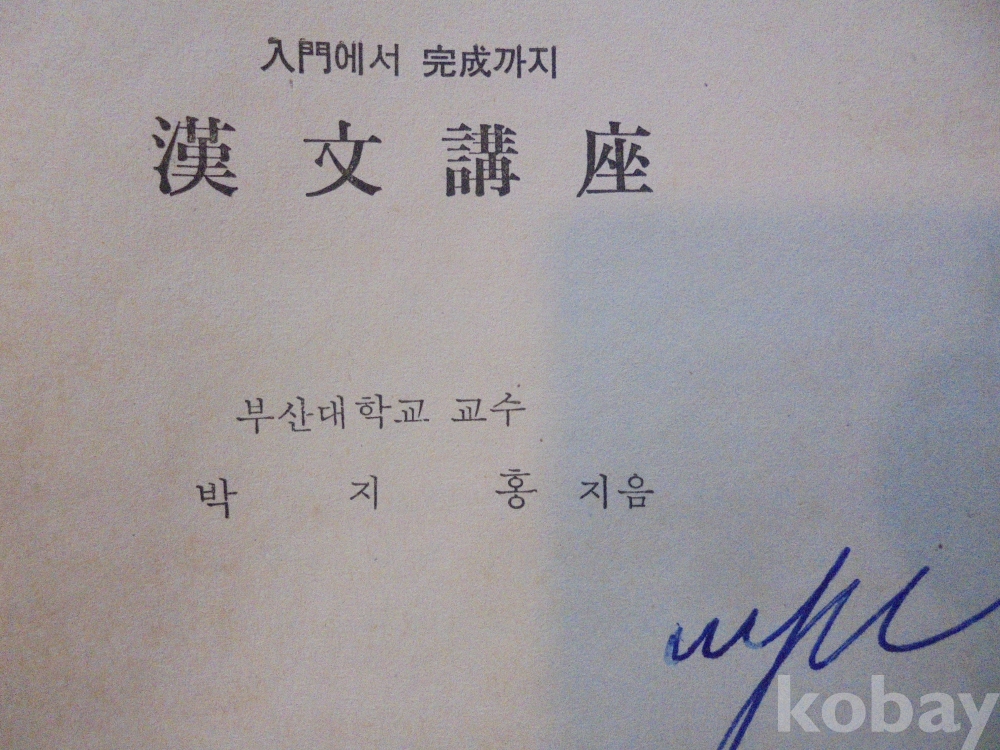 入門에서 完成까지
漢文講座
부산대학교 교수
박 지 홍 지음
kobay